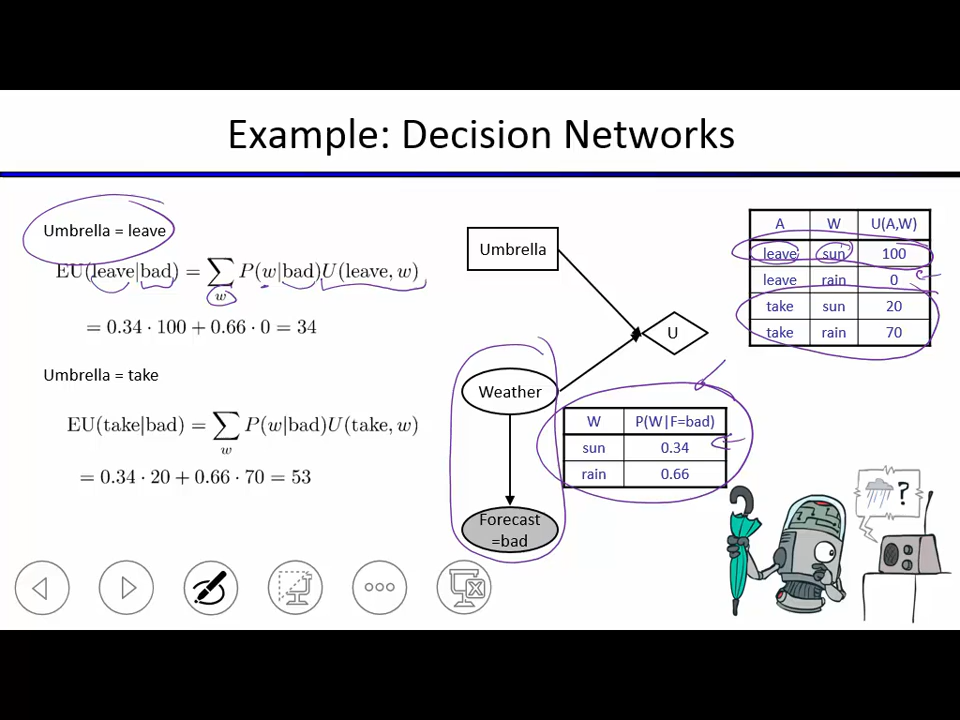 Example: Decision Networks
Umbrella = leave
EU(leave|bad) = ∑_w P(w|bad)U(leave, w)
= 0.34 · 100 + 0.66 · 0 = 34
Umbrella = take
EU(take|bad) = ∑_w P(w|bad)U(take, w)
= 0.34 · 20 + 0.66 · 70 = 53
Umbrella
U
Weather
Forecast
=bad
A W U(A,W)
leave sun 100
leave rain 0
take sun 20
take rain 70
W P(W|F=bad)
sun 0.34
rain 0.66
?